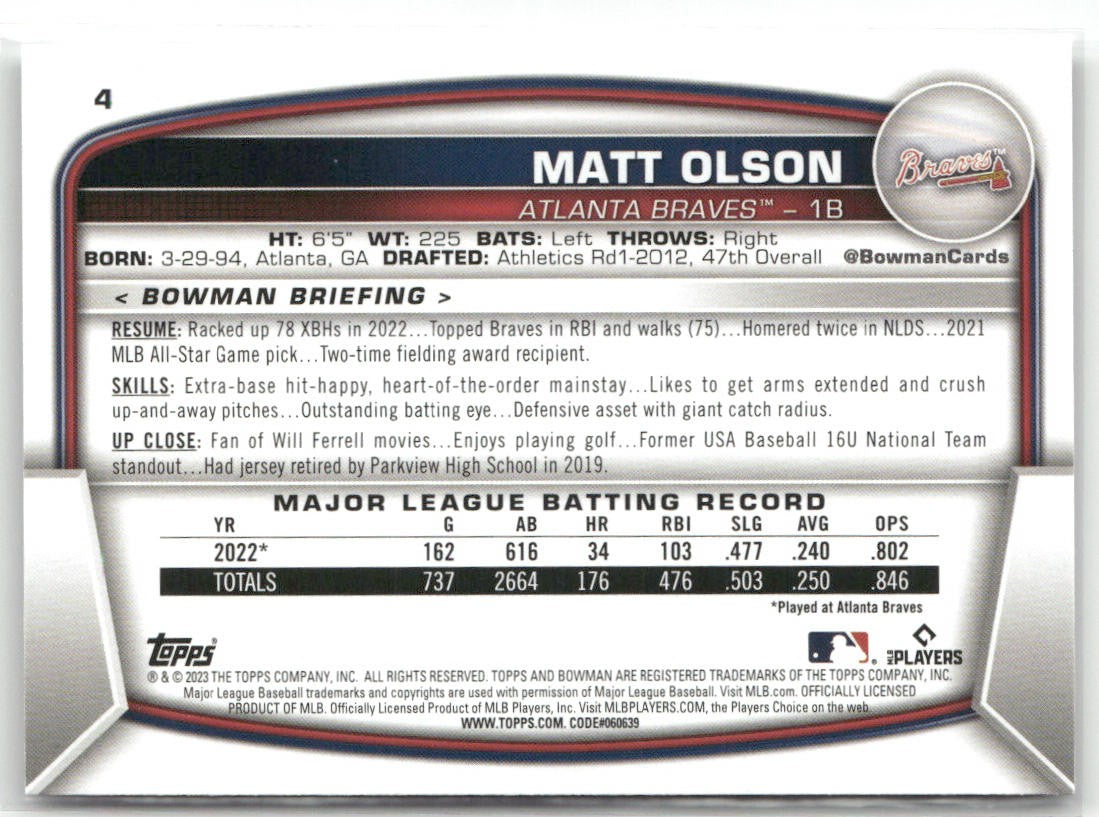 4
Braves™
MATT OLSON
ATLANTA BRAVES™ – 1B
HT: 6'5" WT: 225 BATS: Left THROWS: Right
BORN: 3-29-94, Atlanta, GA DRAFTED: Athletics Rd1-2012, 47th Overall @BowmanCards
< BOWMAN BRIEFING >
RESUME: Racked up 78 XBHs in 2022...Topped Braves in RBI and walks (75)...Homered twice in NLDS...2021
MLB All-Star Game pick...Two-time fielding award recipient.
SKILLS: Extra-base hit-happy, heart-of-the-order mainstay...Likes to get arms extended and crush
up-and-away pitches...Outstanding batting eye...Defensive asset with giant catch radius.
UP CLOSE: Fan of Will Ferrell movies...Enjoys playing golf...Former USA Baseball 16U National Team
standout...Had jersey retired by Parkview High School in 2019.
MAJOR LEAGUE BATTING RECORD
YR G AB HR RBI SLG AVG OPS
2022* 162 616 34 103 .477 .240 .802
TOTALS 737 2664 176 476 .503 .250 .846
*Played at Atlanta Braves
topps® MLB PLAYERS
® & © 2023 THE TOPPS COMPANY, INC. ALL RIGHTS RESERVED. TOPPS AND BOWMAN ARE REGISTERED TRADEMARKS OF THE TOPPS COMPANY, INC.
Major League Baseball trademarks and copyrights are used with permission of Major League Baseball. Visit MLB.com. OFFICIALLY LICENSED
PRODUCT OF MLB. Officially Licensed Product of MLB Players, Inc. Visit MLBPLAYERS.COM, the Players Choice on the web.
WWW.TOPPS.COM. CODE#060639